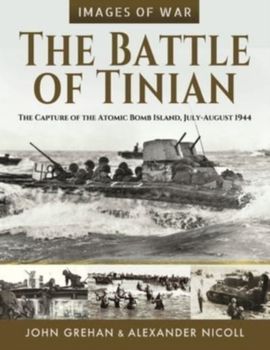 IMAGES OF WAR
THE BATTLE
OF TINIAN
THE CAPTURE OF THE ATOMIC BOMB ISLAND, JULY-AUGUST 1944
JOHN GREHAN & ALEXANDER NICOLL